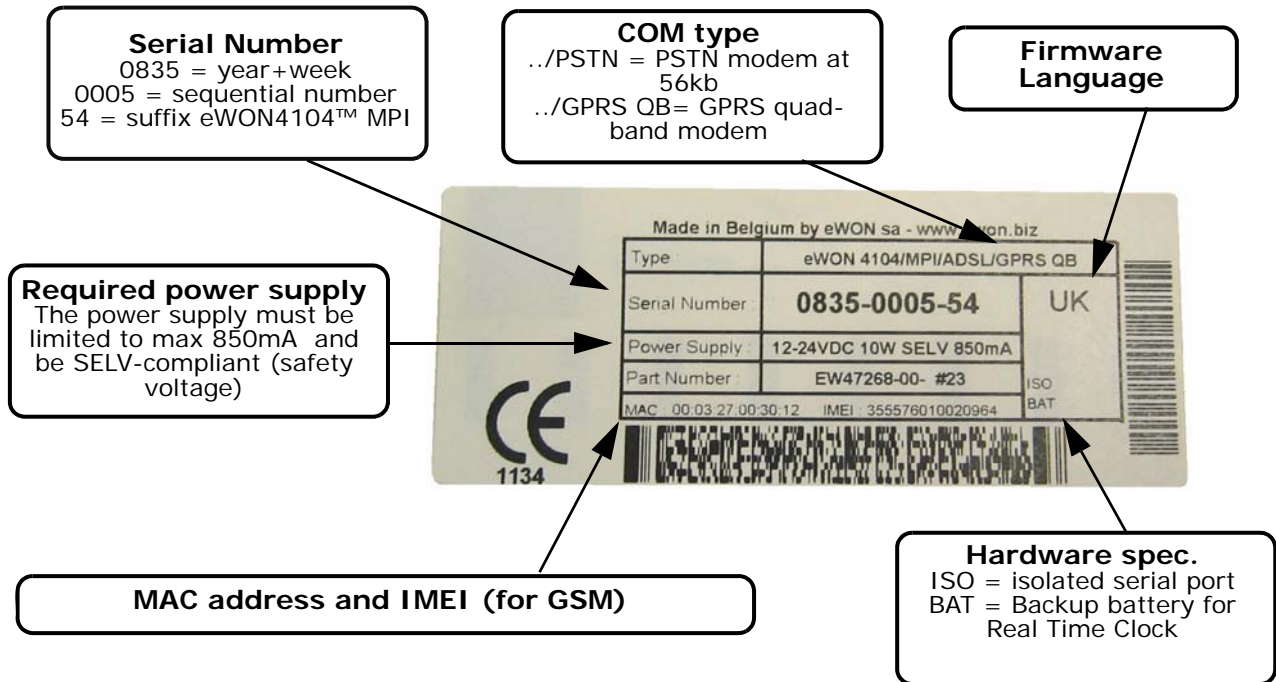 Serial Number
0835 = year+week
0005 = sequential number
54 = suffix eWON4104™ MPI
COM type
../PSTN = PSTN modem at
56kb
../GPRS QB= GPRS quad-
band modem
Firmware
Language
Required power supply
The power supply must be
limited to max 850mA and
be SELV-compliant (safety
voltage)
Made in Belgium by eWON sa - www. .biz
Type eWON 4104/MPI/ADSL/GPRS QB
Serial Number : 0835-0005-54 UK
Power Supply : 12-24VDC 10W SELV 850mA
Part Number : EW47268-00- #23 ISO
MAC : 00:03:27:00:30:12 IMEI : 355576010020964 BAT
CE
1134
MAC address and IMEI (for GSM)
Hardware spec.
ISO = isolated serial port
BAT = Backup battery for
Real Time Clock